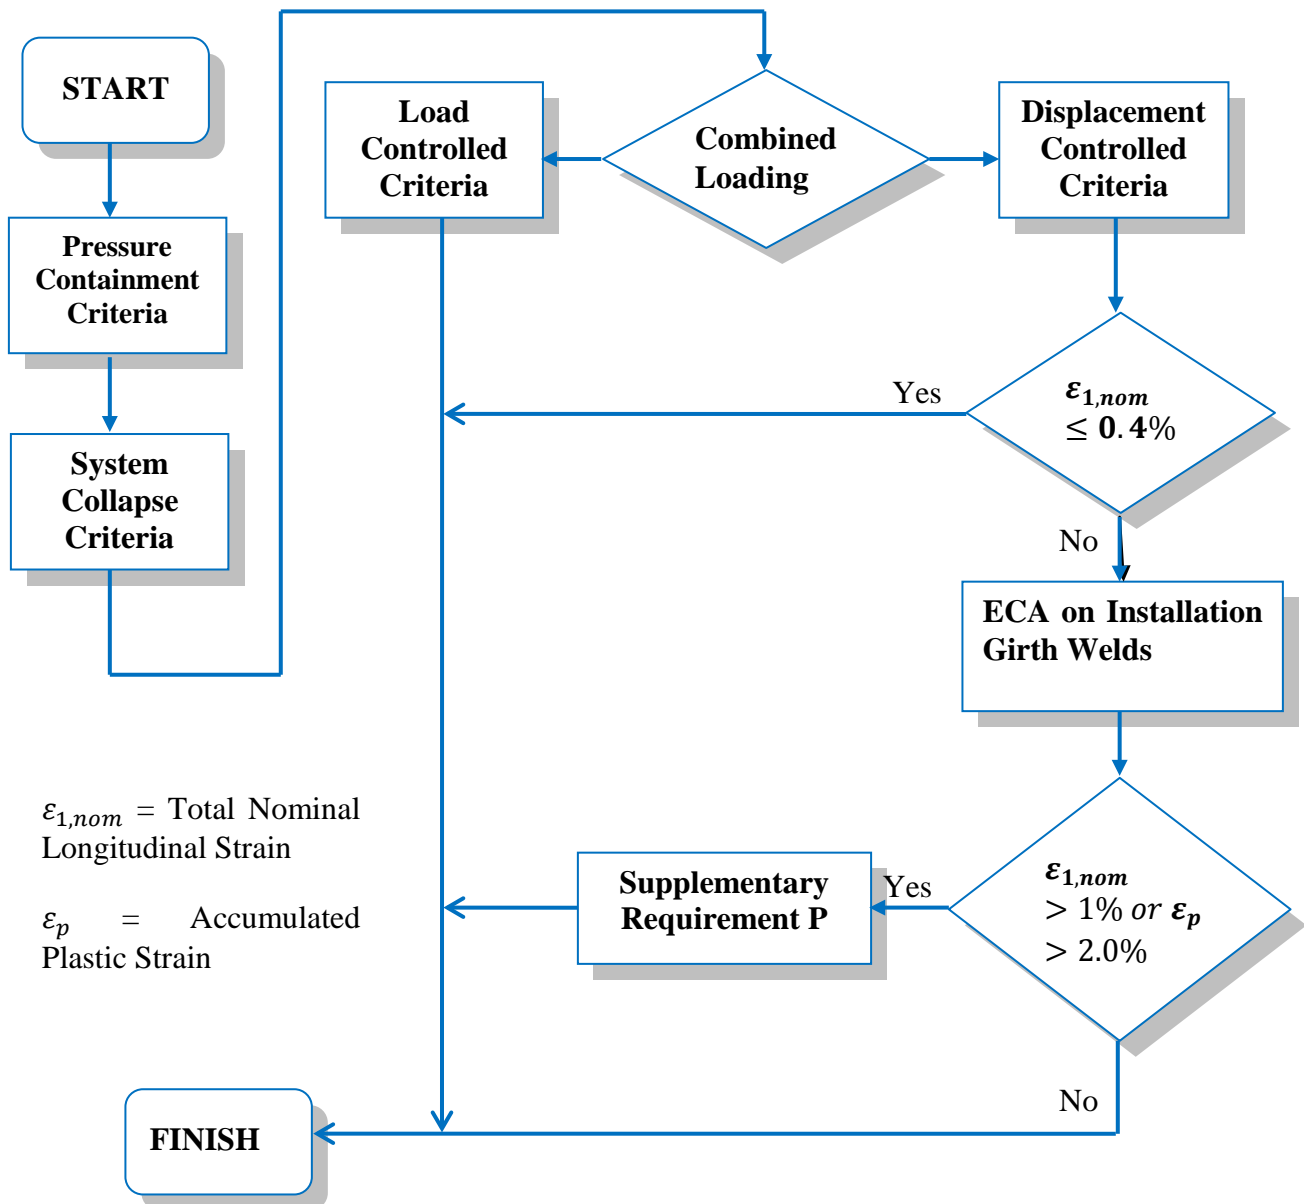 START
Pressure
Containment
Criteria
System
Collapse
Criteria
Combined
Loading
Load
Controlled
Criteria
Displacement
Controlled
Criteria
Yes
𝜺₁,ₙₒₘ
≤ 𝟎.𝟒%
No
ECA on Installation
Girth Welds
𝜺₁,ₙₒₘ
> 1% or 𝜺ₚ
> 2.0%
Yes
Supplementary
Requirement P
No
FINISH
𝜀₁,ₙₒₘ = Total Nominal
Longitudinal Strain
𝜀ₚ = Accumulated
Plastic Strain